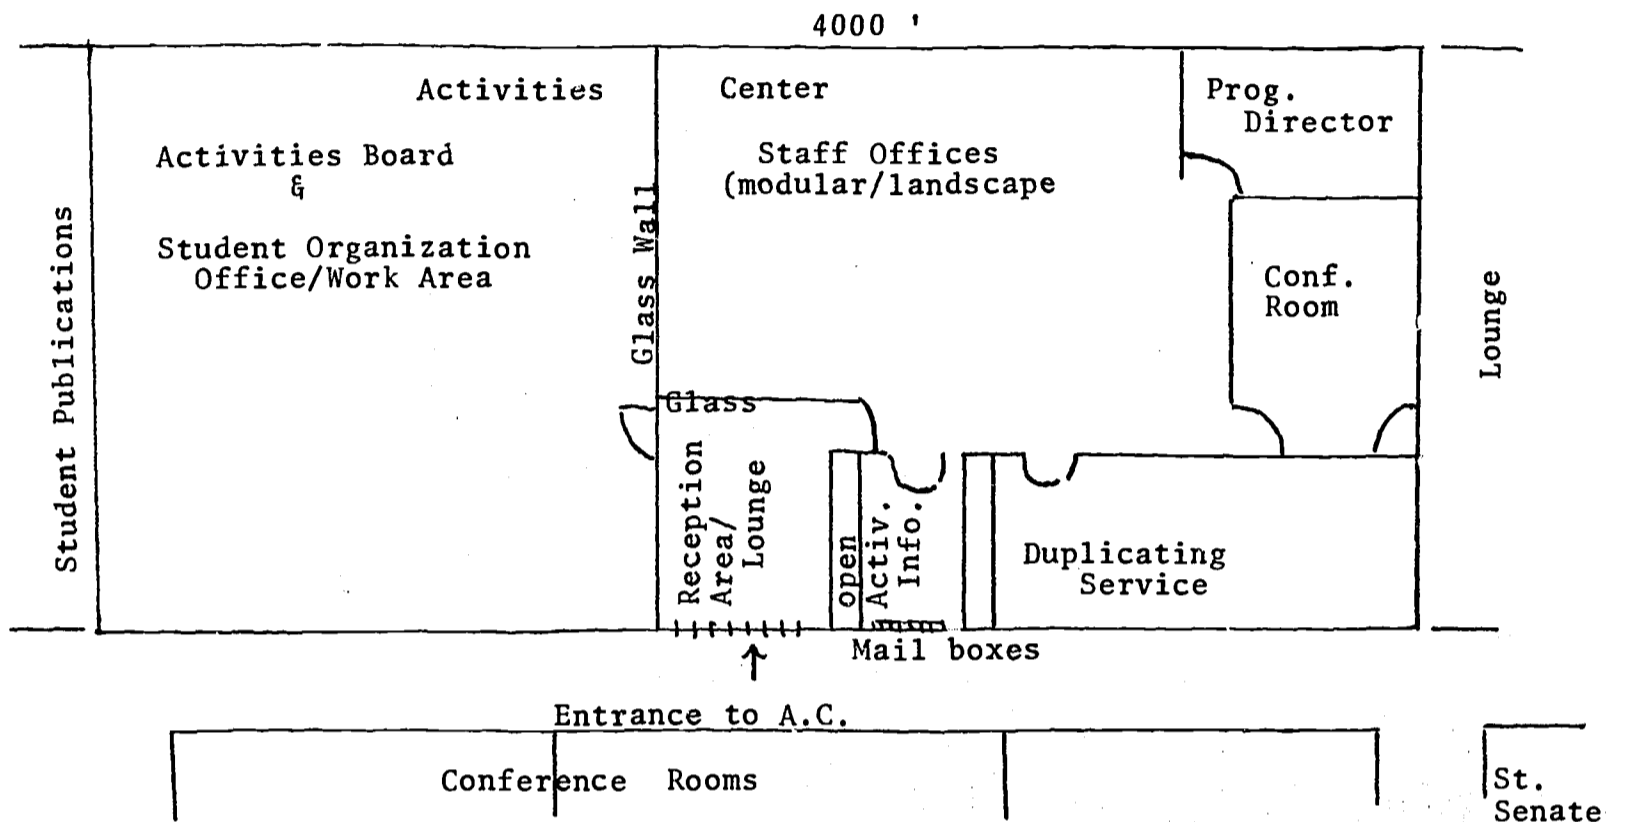 4000 '
Activities Center
Prog.
Director
Activities Board
&
Student Organization
Office/Work Area
Staff Offices
(modular/landscape
Student Publications
Glass Wall
Conf.
Room
Lounge
Glass
Reception
Area/
Lounge
open
Activ.
Info.
Duplicating
Service
Mail boxes
Entrance to A.C.
Conference Rooms
St.
Senate